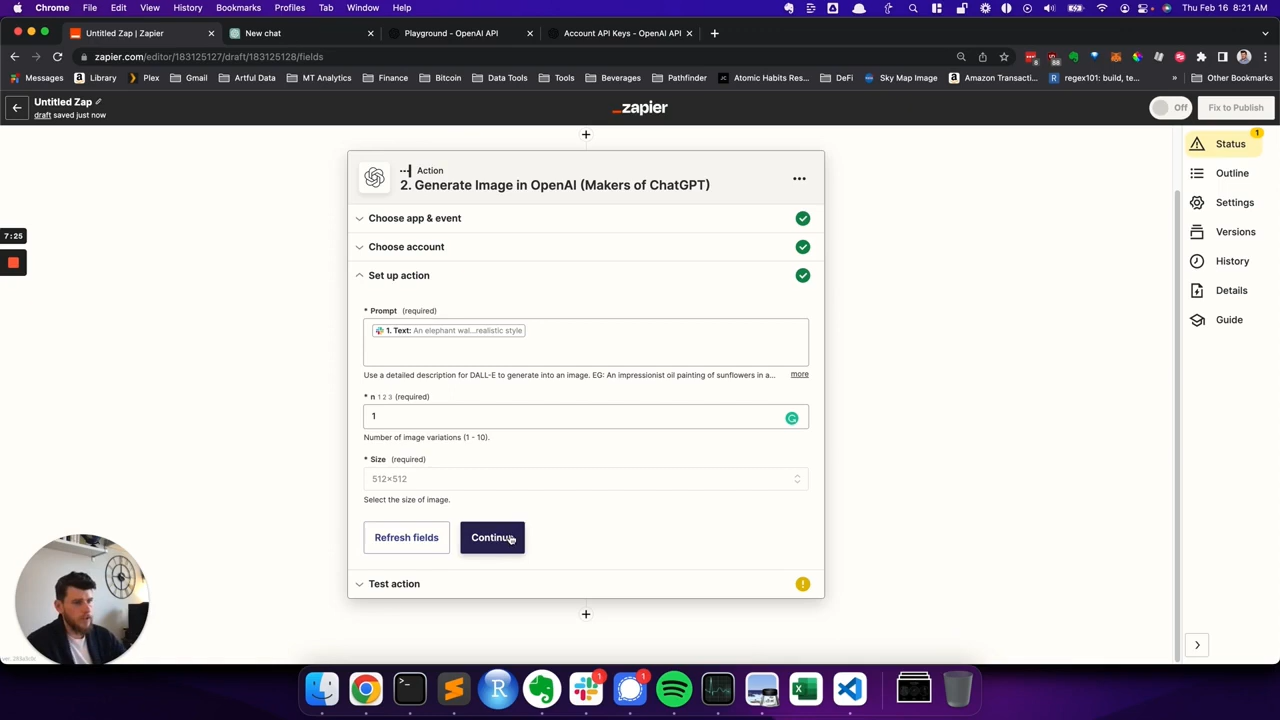 Chrome File Edit View History Bookmarks Profiles Tab Window Help
Thu Feb 16 8:21 AM
Untitled Zap | Zapier
New chat
Playground - OpenAI API
Account API Keys - OpenAI API
zapier.com/editor/183125127/draft/183125128/fields
Messages
Library
Plex
Gmail
Artful Data
MT Analytics
Finance
Bitcoin
Data Tools
Tools
Beverages
Pathfinder
Atomic Habits Res...
DeFi
Sky Map Image
Amazon Transacti...
regex101: build, te...
Other Bookmarks
Untitled Zap
draft saved just now
zapier
Off
Fix to Publish
Action
2. Generate Image in OpenAI (Makers of ChatGPT)
Choose app & event
Choose account
Set up action
* Prompt (required)
1. Text: An elephant wal...realistic style
Use a detailed description for DALL-E to generate into an image. EG: An impressionist oil painting of sunflowers in a...
more
* n 1 2 3 (required)
1
Number of image variations (1 - 10).
* Size (required)
512x512
Select the size of image.
Refresh fields
Continue
Test action
1
Status
Outline
Settings
Versions
History
Details
Guide
7:25
1
1